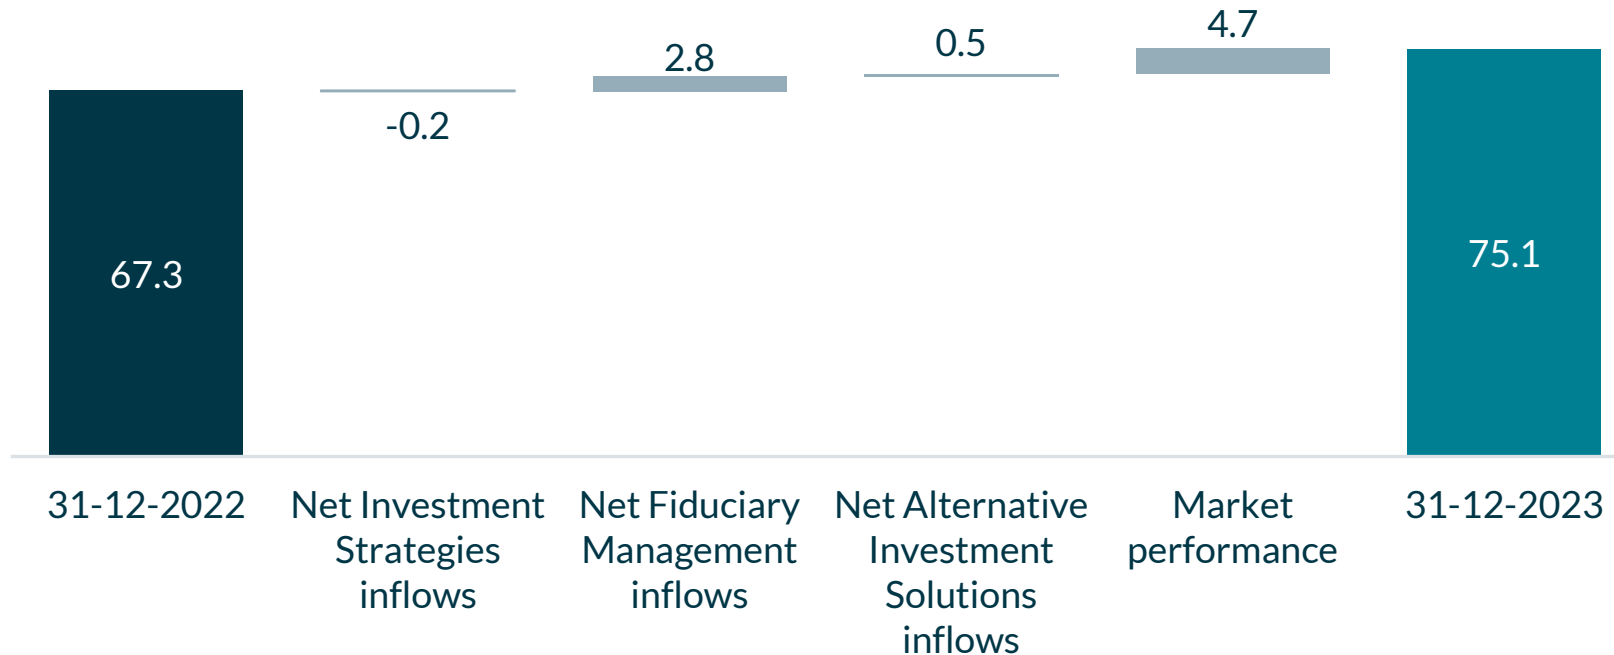 4.7
0.5
2.8
-0.2
75.1
67.3
31-12-2022
Net Investment
Strategies
inflows
Net Fiduciary
Management
inflows
Net Alternative
Investment
Solutions
inflows
Market
performance
31-12-2023